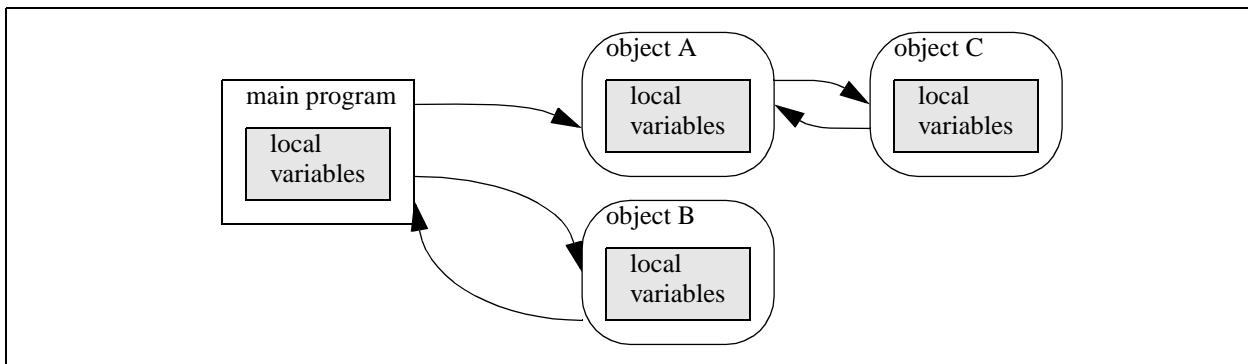 main program
local
variables
object A
local
variables
object C
local
variables
object B
local
variables